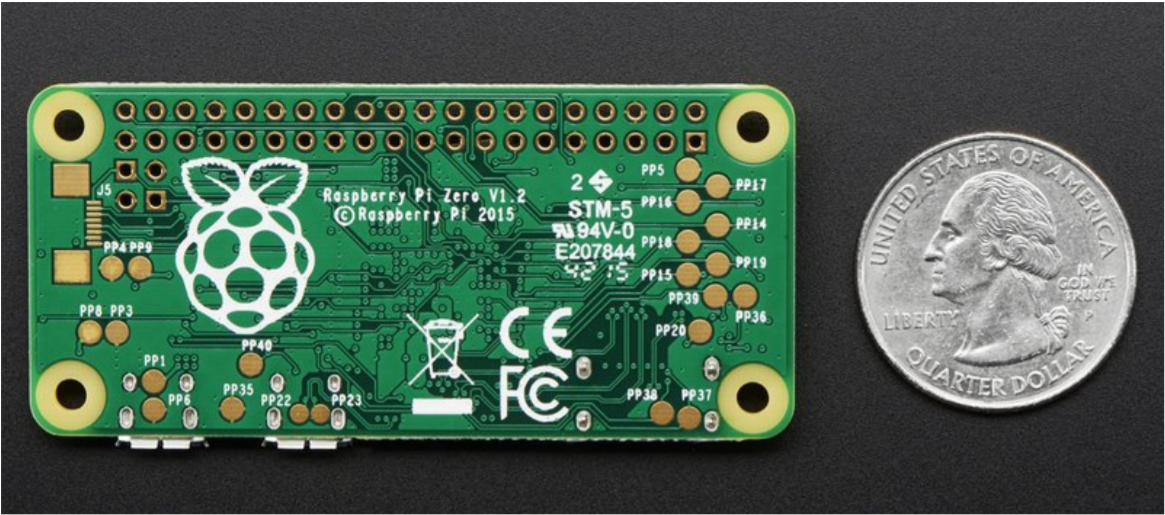 J5
Raspberry Pi Zero V1.2
©Raspberry Pi 2015
2 S
STM-5
94V-0
E207844
4215
PP5
PP17
PP16
PP14
PP18
PP19
PP15
PP39
PP36
PP20
PP38
PP37
PP4
PP9
PP8
PP3
PP1
PP6
PP40
PP35
PP22
PP23
CE
FC
UNITED STATES OF AMERICA
IN
GOD WE
TRUST
P
LIBERTY
QUARTER DOLLAR